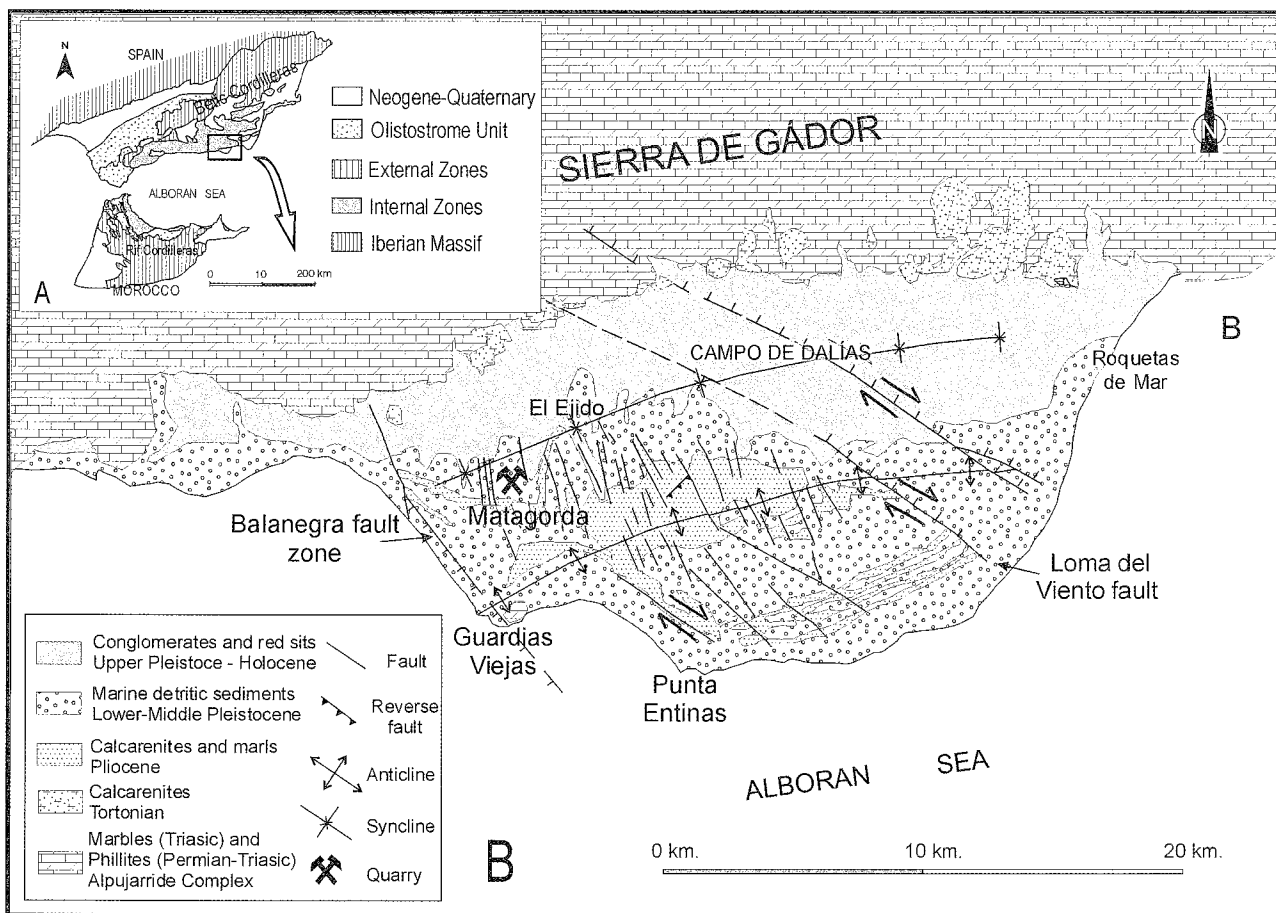 N
SPAIN
Betic Cordilleras
ALBORAN SEA
Rif Cordilleras
MOROCCO
0 10 200 km
A
Neogene-Quaternary
Olistostrome Unit
External Zones
Internal Zones
Iberian Massif
N
SIERRA DE GÁDOR
B
CAMPO DE DALÍAS
Roquetas
de Mar
El Ejido
Matagorda
Balanegra fault
zone
Loma del
Viento fault
Guardias
Viejas
Punta
Entinas
ALBORAN SEA
Conglomerates and red sits
Upper Pleistoce - Holocene
Marine detritic sediments
Lower-Middle Pleistocene
Calcarenites and marls
Pliocene
Calcarenites
Tortonian
Marbles (Triasic) and
Phillites (Permian-Triasic)
Alpujarride Complex
Fault
Reverse
fault
Anticline
Syncline
Quarry
B
0 km. 10 km. 20 km.